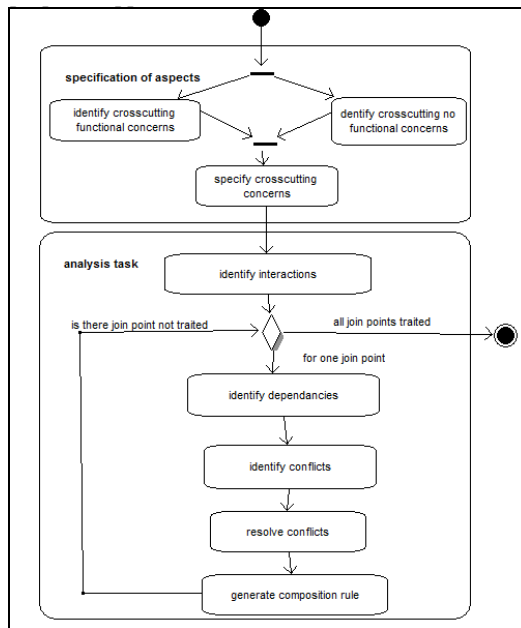 specification of aspects
identify crosscutting
functional concerns
dentify crosscutting no
functional concerns
specify crosscutting
concerns
analysis task
identify interactions
is there join point not traited
all join points traited
for one join point
identify dependancies
identify conflicts
resolve conflicts
generate composition rule